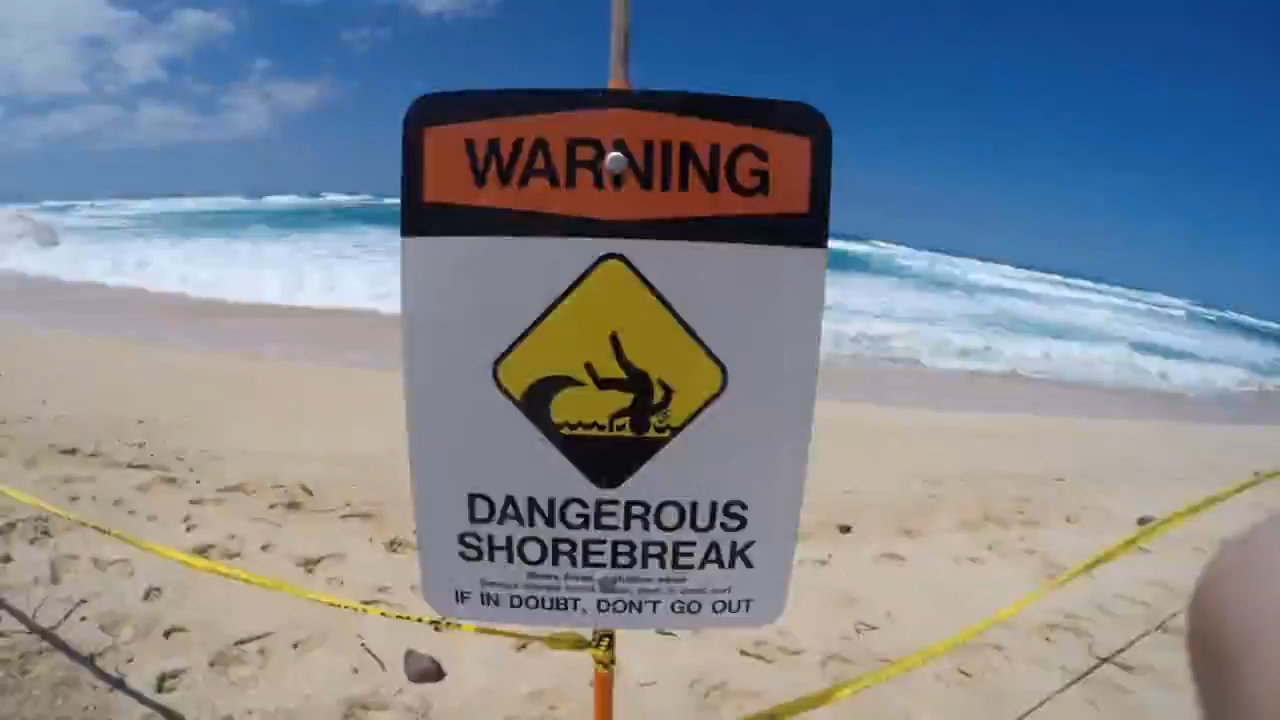 WARNING
DANGEROUS
SHOREBREAK
IF IN DOUBT, DON'T GO OUT